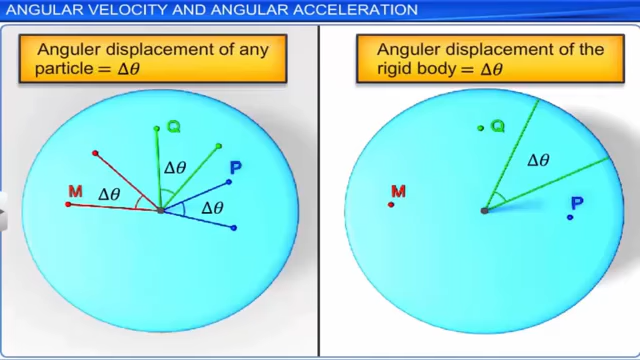 ANGULAR VELOCITY AND ANGULAR ACCELERATION
Anguler displacement of any
particle = Δθ
Q
Δθ
P
M
Δθ
Δθ
Anguler displacement of the
rigid body = Δθ
Q
Δθ
M
P